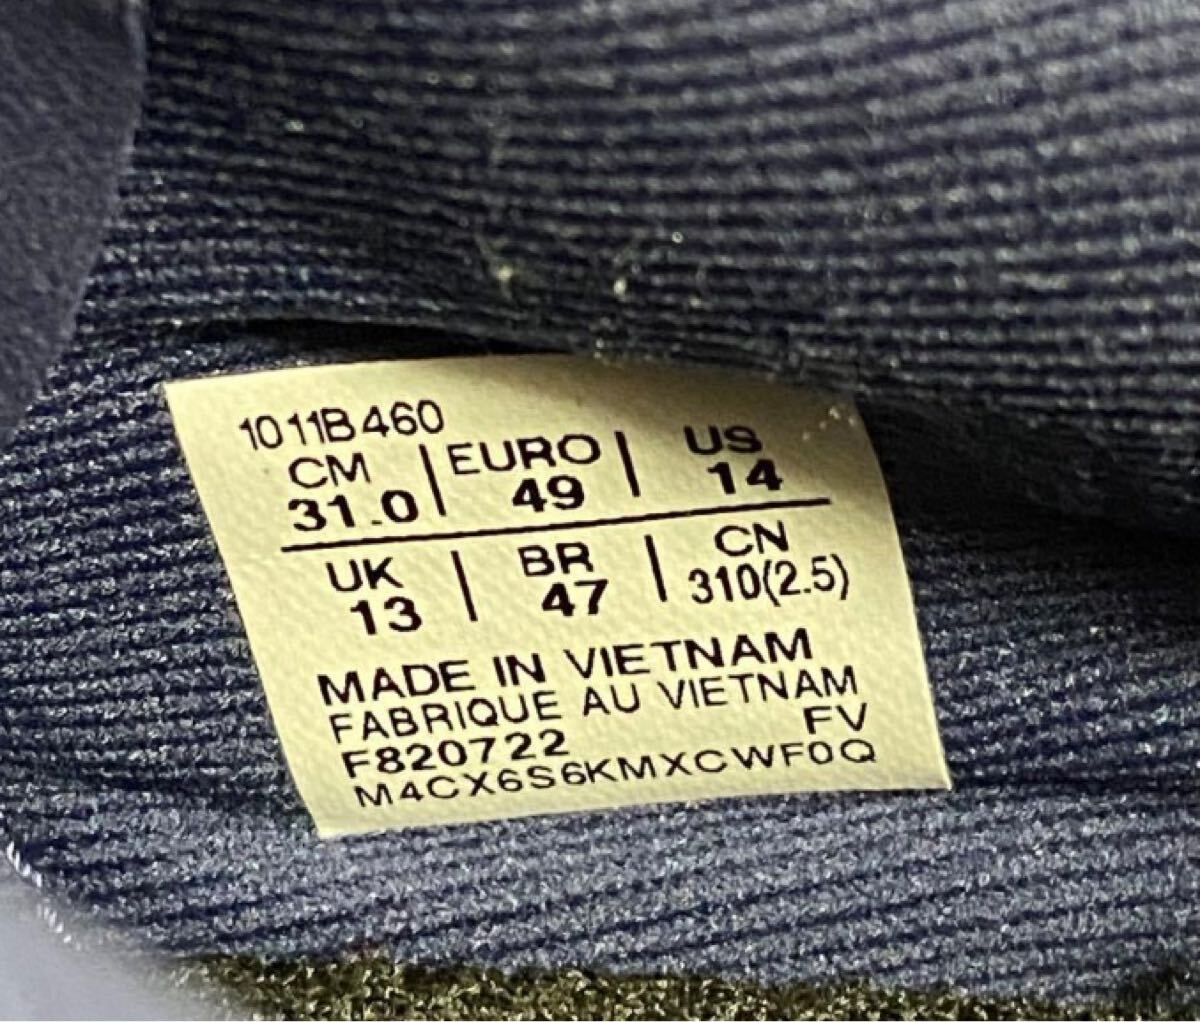 1011B460
CM | EURO | US
31.0 | 49 | 14
UK | BR | CN
13 | 47 | 310(2.5)
MADE IN VIETNAM
FABRIQUE AU VIETNAM
F820722 FV
M4CX6S6KMXCWF0Q